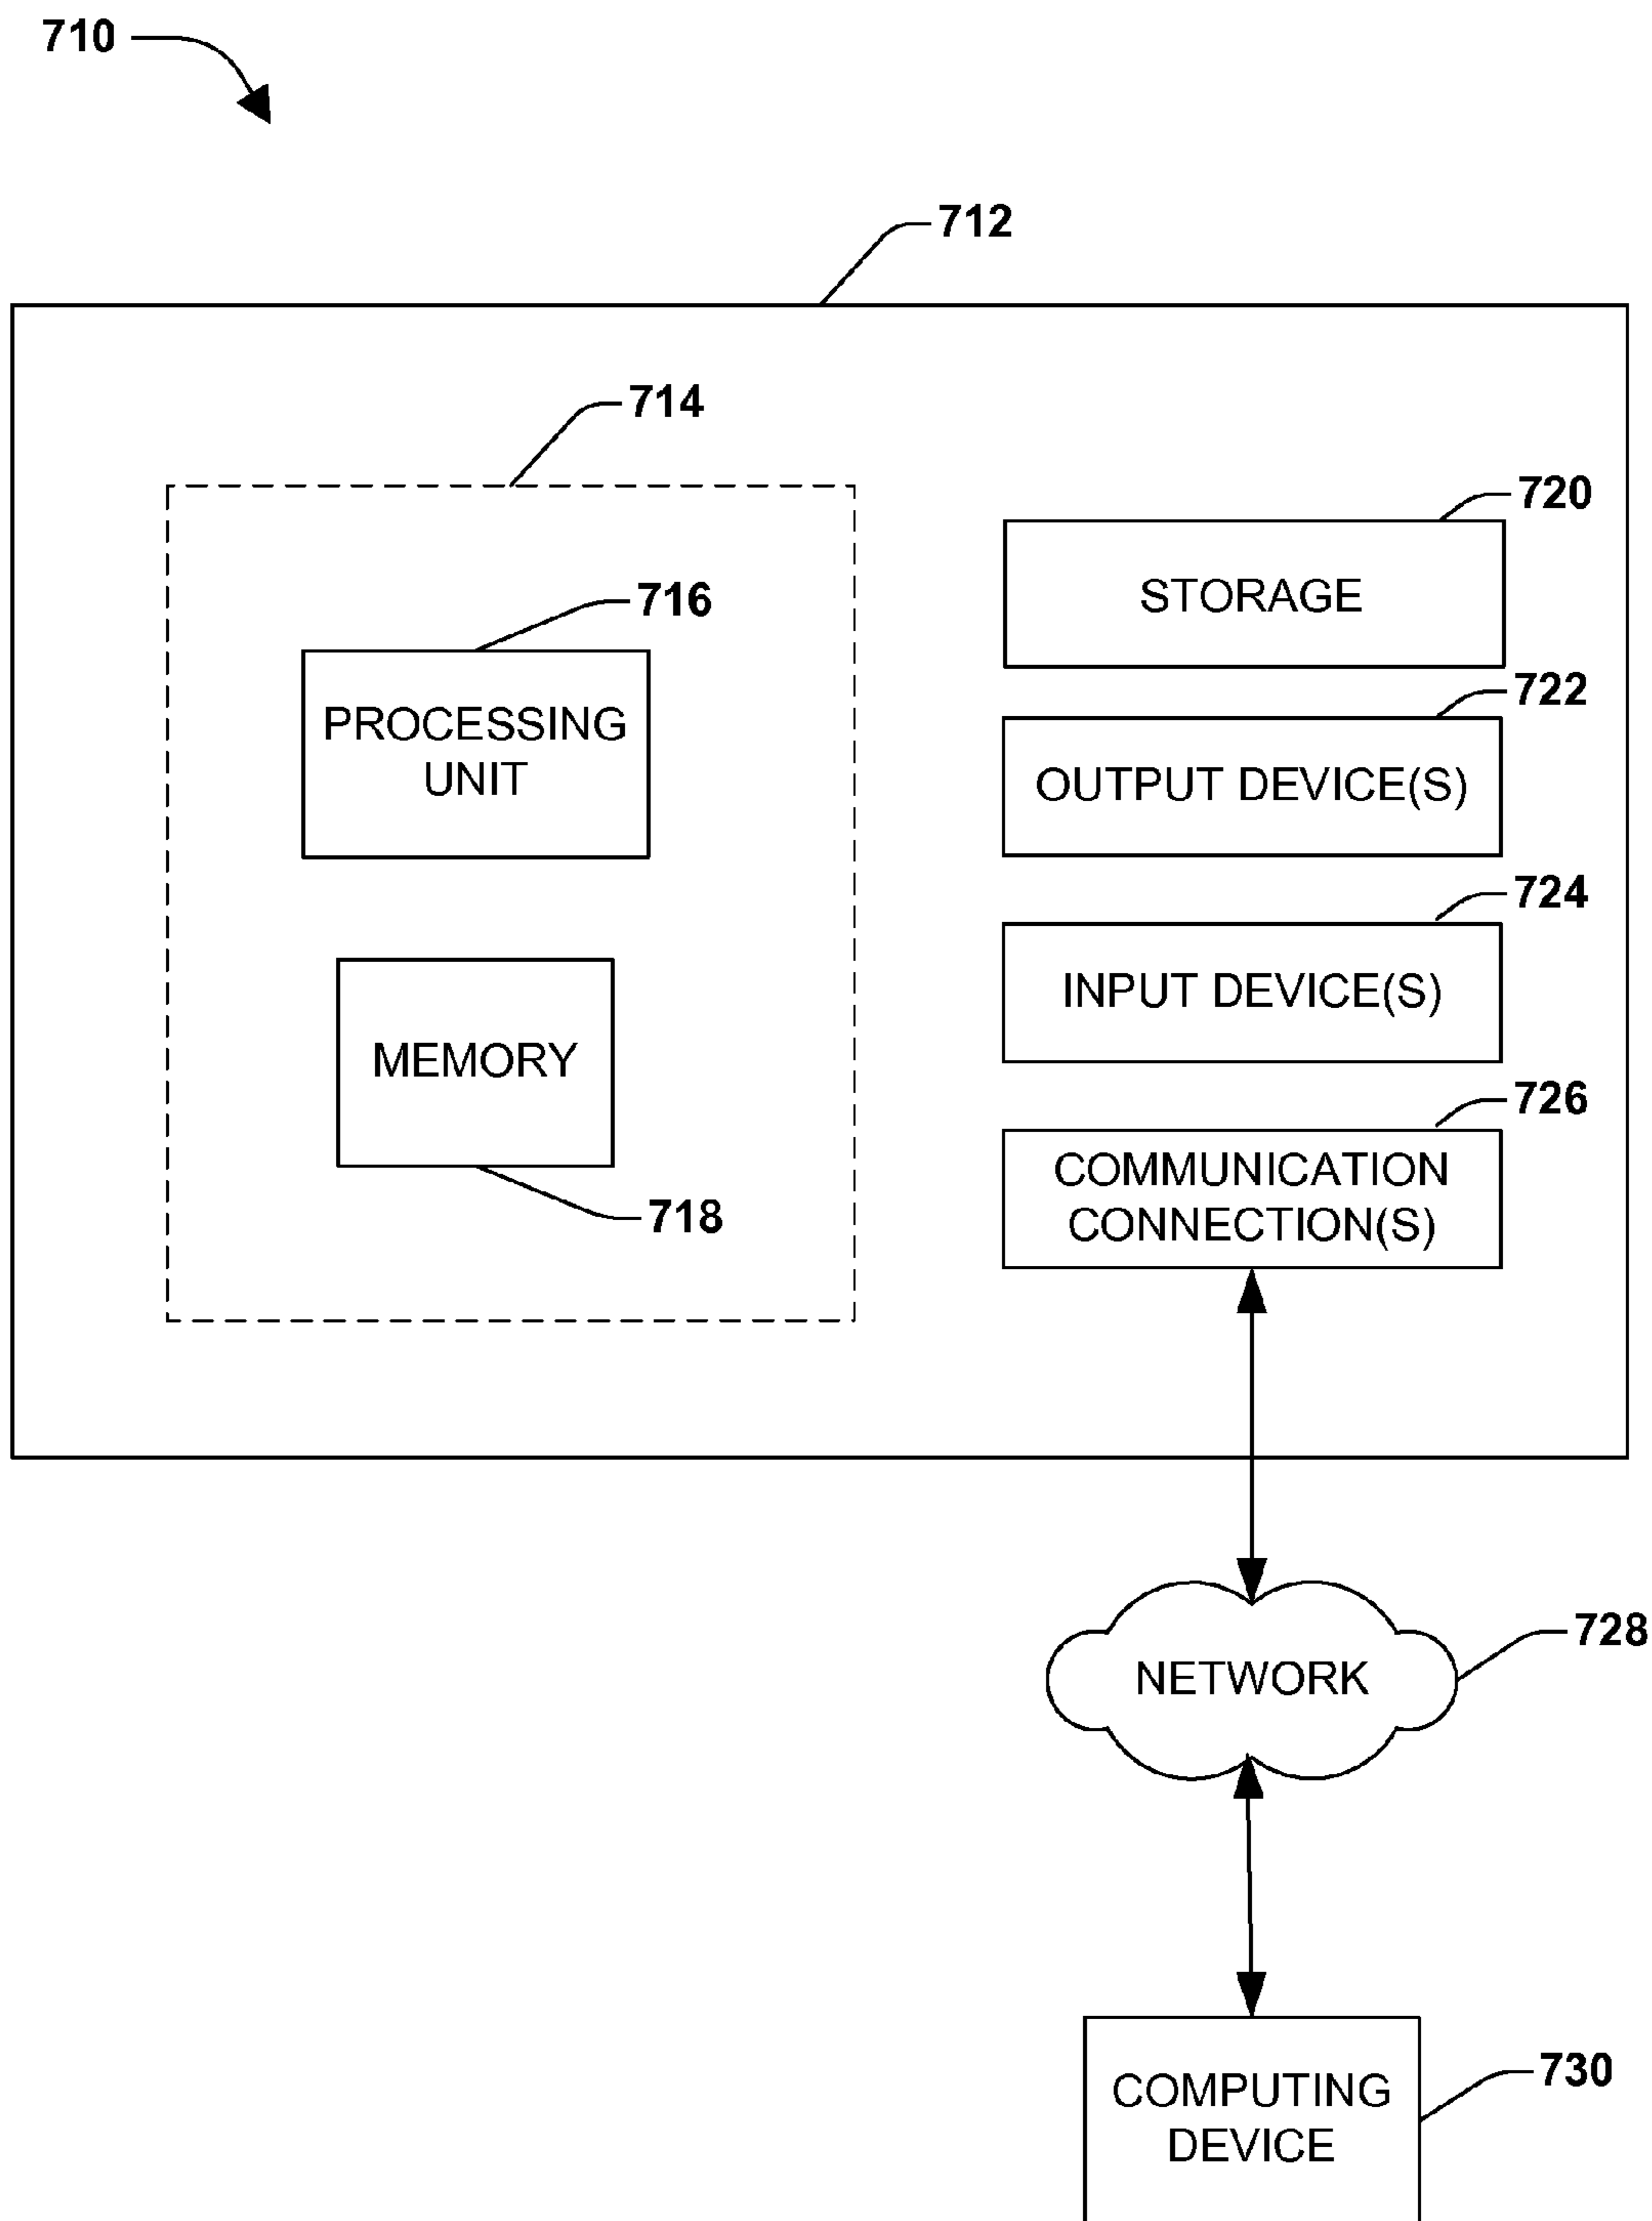 710
712
714
720
716
STORAGE
722
PROCESSING
UNIT
OUTPUT DEVICE(S)
724
INPUT DEVICE(S)
MEMORY
726
COMMUNICATION
CONNECTION(S)
718
728
NETWORK
730
COMPUTING
DEVICE